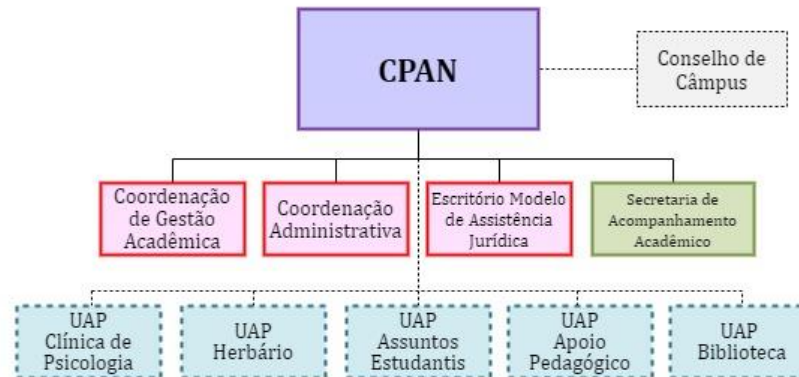 CPAN
Conselho de
Câmpus
Coordenação
de Gestão
Acadêmica
Coordenação
Administrativa
Escritório Modelo
de Assistência
Jurídica
Secretaria de
Acompanhamento
Acadêmico
UAP
Clínica de
Psicologia
UAP
Herbário
UAP
Assuntos
Estudantis
UAP
Apoio
Pedagógico
UAP
Biblioteca